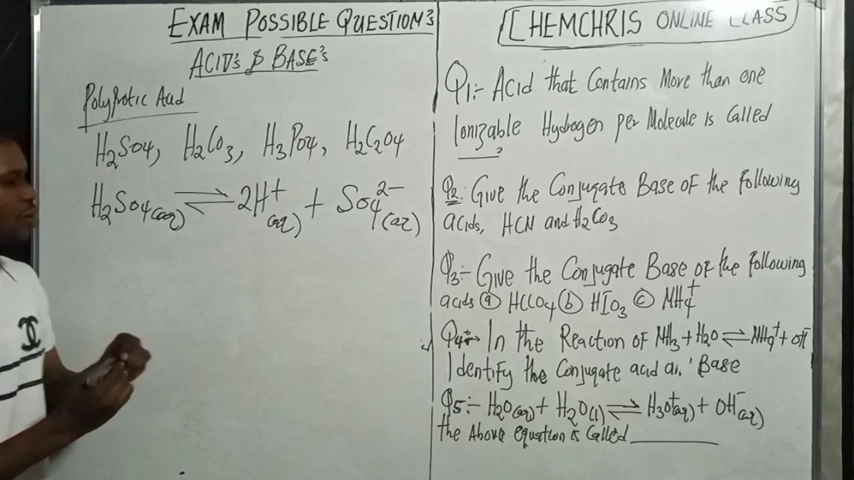 EXAM POSSIBLE QUESTIONS
ACID'S & BASE'S
Polyprotic Acid
H2SO4, H2CO3, H3PO4, H2C2O4
H2SO4(aq) ⇌ 2H+(aq) + SO4 2-(aq)
CHEMCHRIS ONLINE CLASS
Q1:- Acid that Contains More than one
Ionizable Hydrogen per Molecule is Called
____?
Q2: Give the Conjugate Base of the following
acids, HCN and H2CO3
Q3:- Give the Conjugate Base of the following
acids (a) HClO4 (b) HIO3 (c) NH4+
Q4:- In the Reaction of NH3 + H2O ⇌ NH4+ + OH-
Identify the Conjugate acid Base
Q5:- H2O(aq) + H2O(l) ⇌ H3O+(aq) + OH-(aq)
the Above equation is Called ________